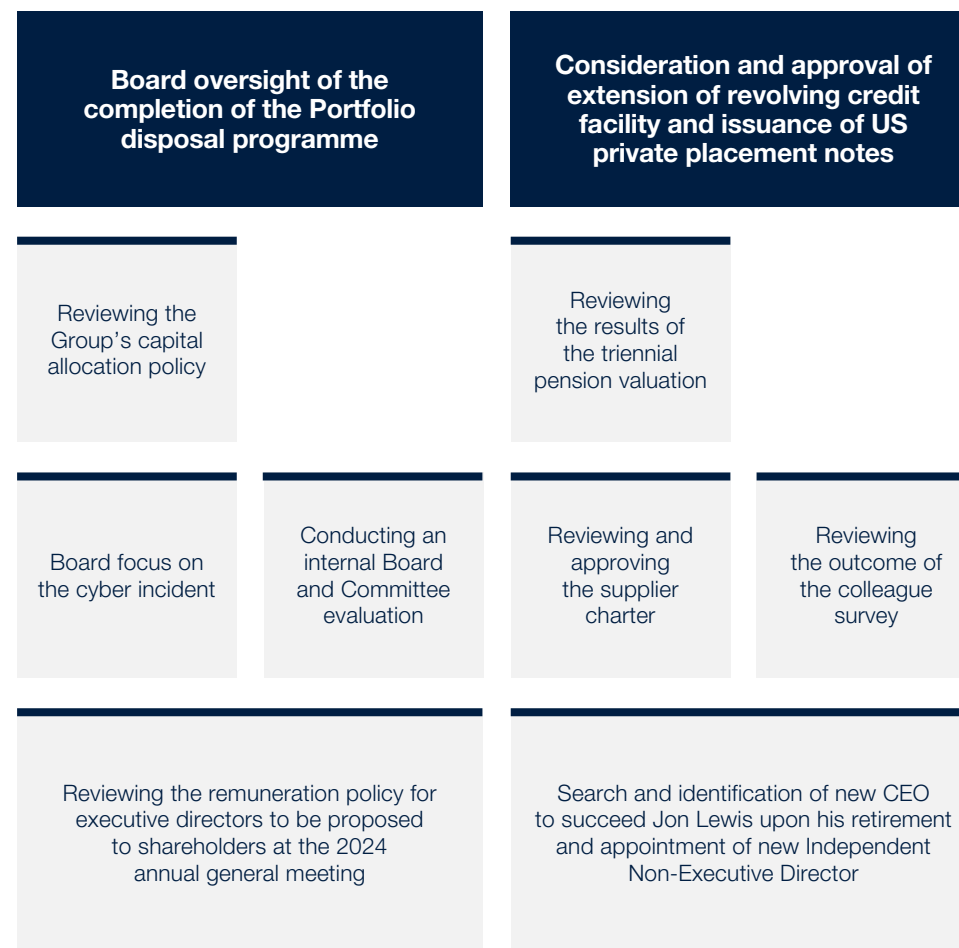 Board oversight of the
completion of the Portfolio
disposal programme
Consideration and approval of
extension of revolving credit
facility and issuance of US
private placement notes
Reviewing the
Group’s capital
allocation policy
Reviewing
the results of
the triennial
pension valuation
Board focus on
the cyber incident
Conducting an
internal Board
and Committee
evaluation
Reviewing and
approving
the supplier
charter
Reviewing
the outcome of
the colleague
survey
Reviewing the remuneration policy for
executive directors to be proposed
to shareholders at the 2024
annual general meeting
Search and identification of new CEO
to succeed Jon Lewis upon his retirement
and appointment of new Independent
Non-Executive Director